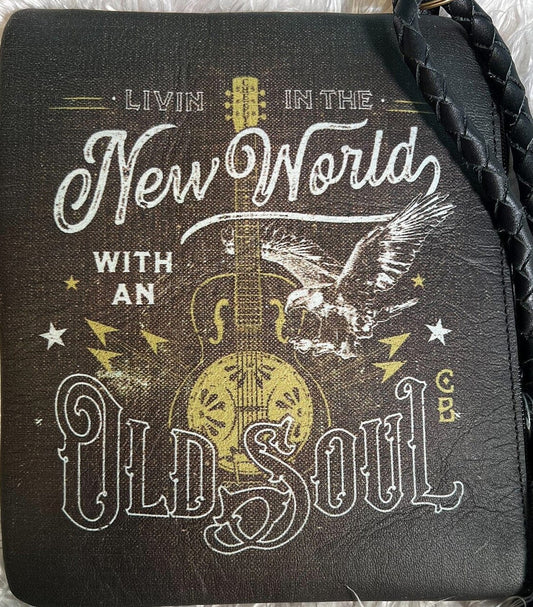 LIVIN IN THE
New World
WITH
AN
OLD SOUL
CB